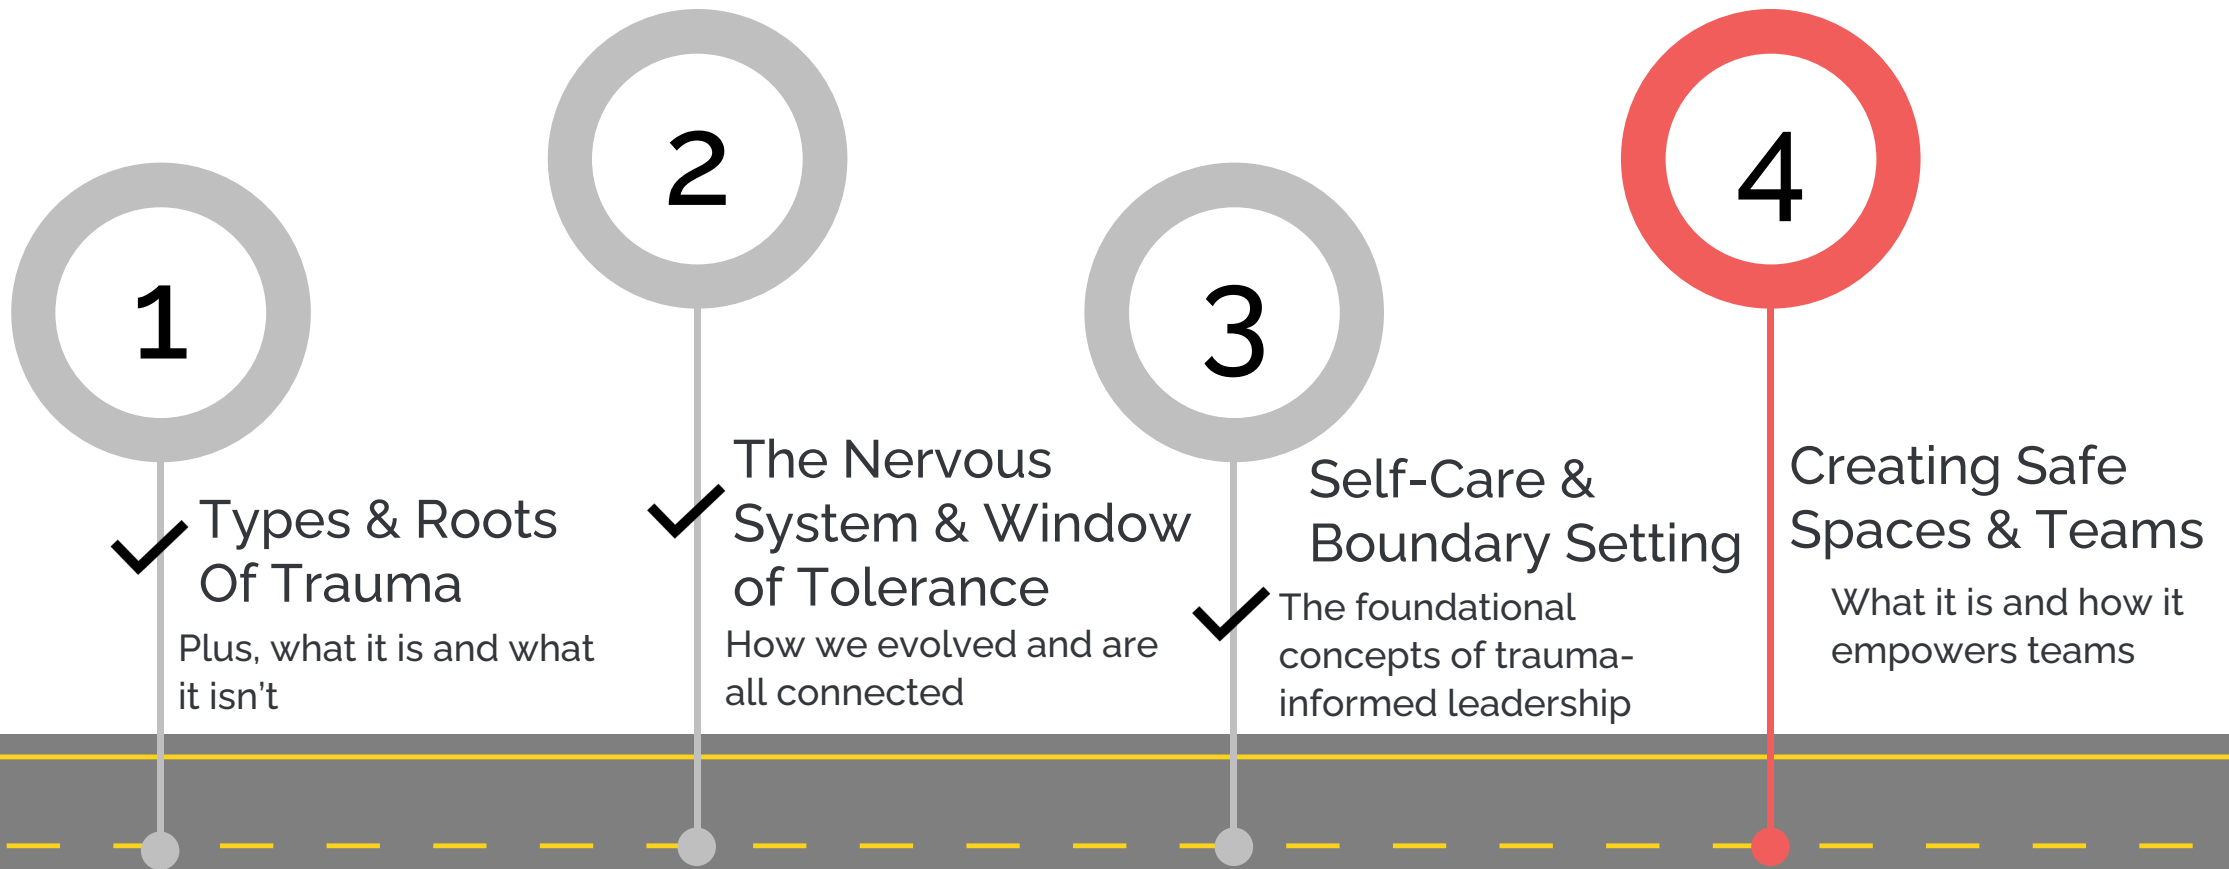 1
Types & Roots
Of Trauma
Plus, what it is and what
it isn't
2
The Nervous
System & Window
of Tolerance
How we evolved and are
all connected
3
Self-Care &
Boundary Setting
The foundational
concepts of trauma-
informed leadership
4
Creating Safe
Spaces & Teams
What it is and how it
empowers teams